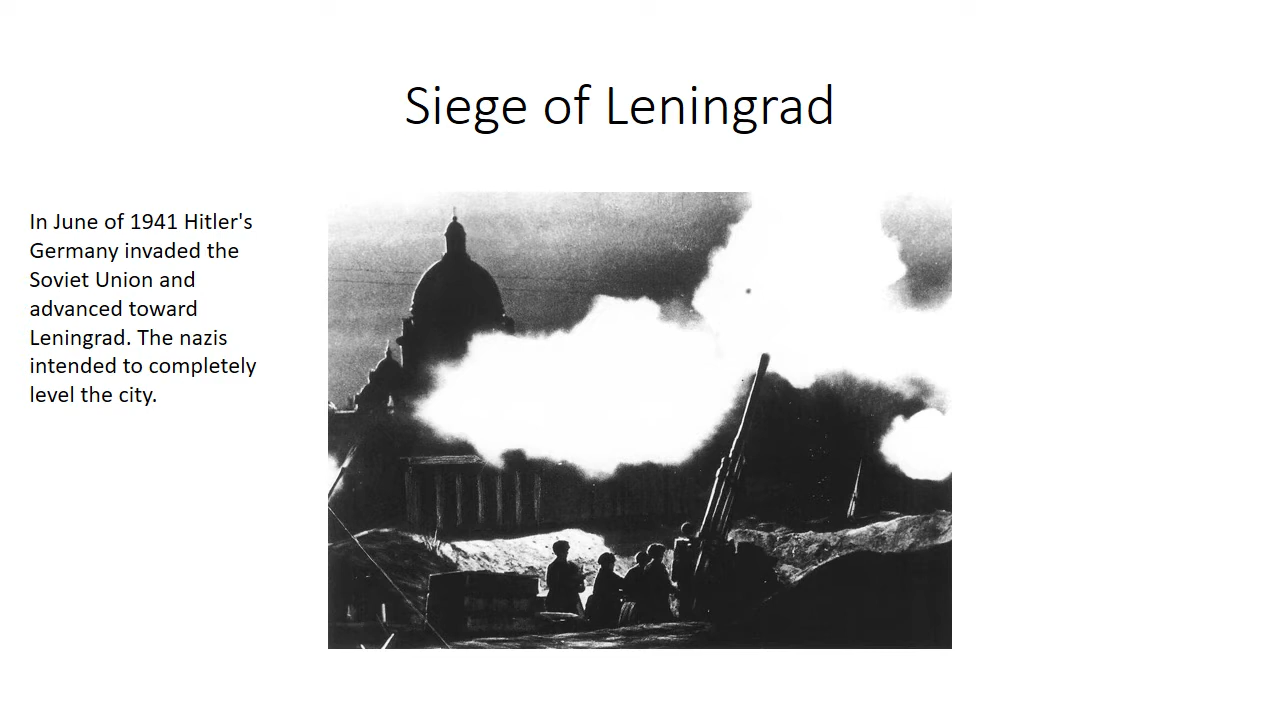 Siege of Leningrad
In June of 1941 Hitler's
Germany invaded the
Soviet Union and
advanced toward
Leningrad. The nazis
intended to completely
level the city.